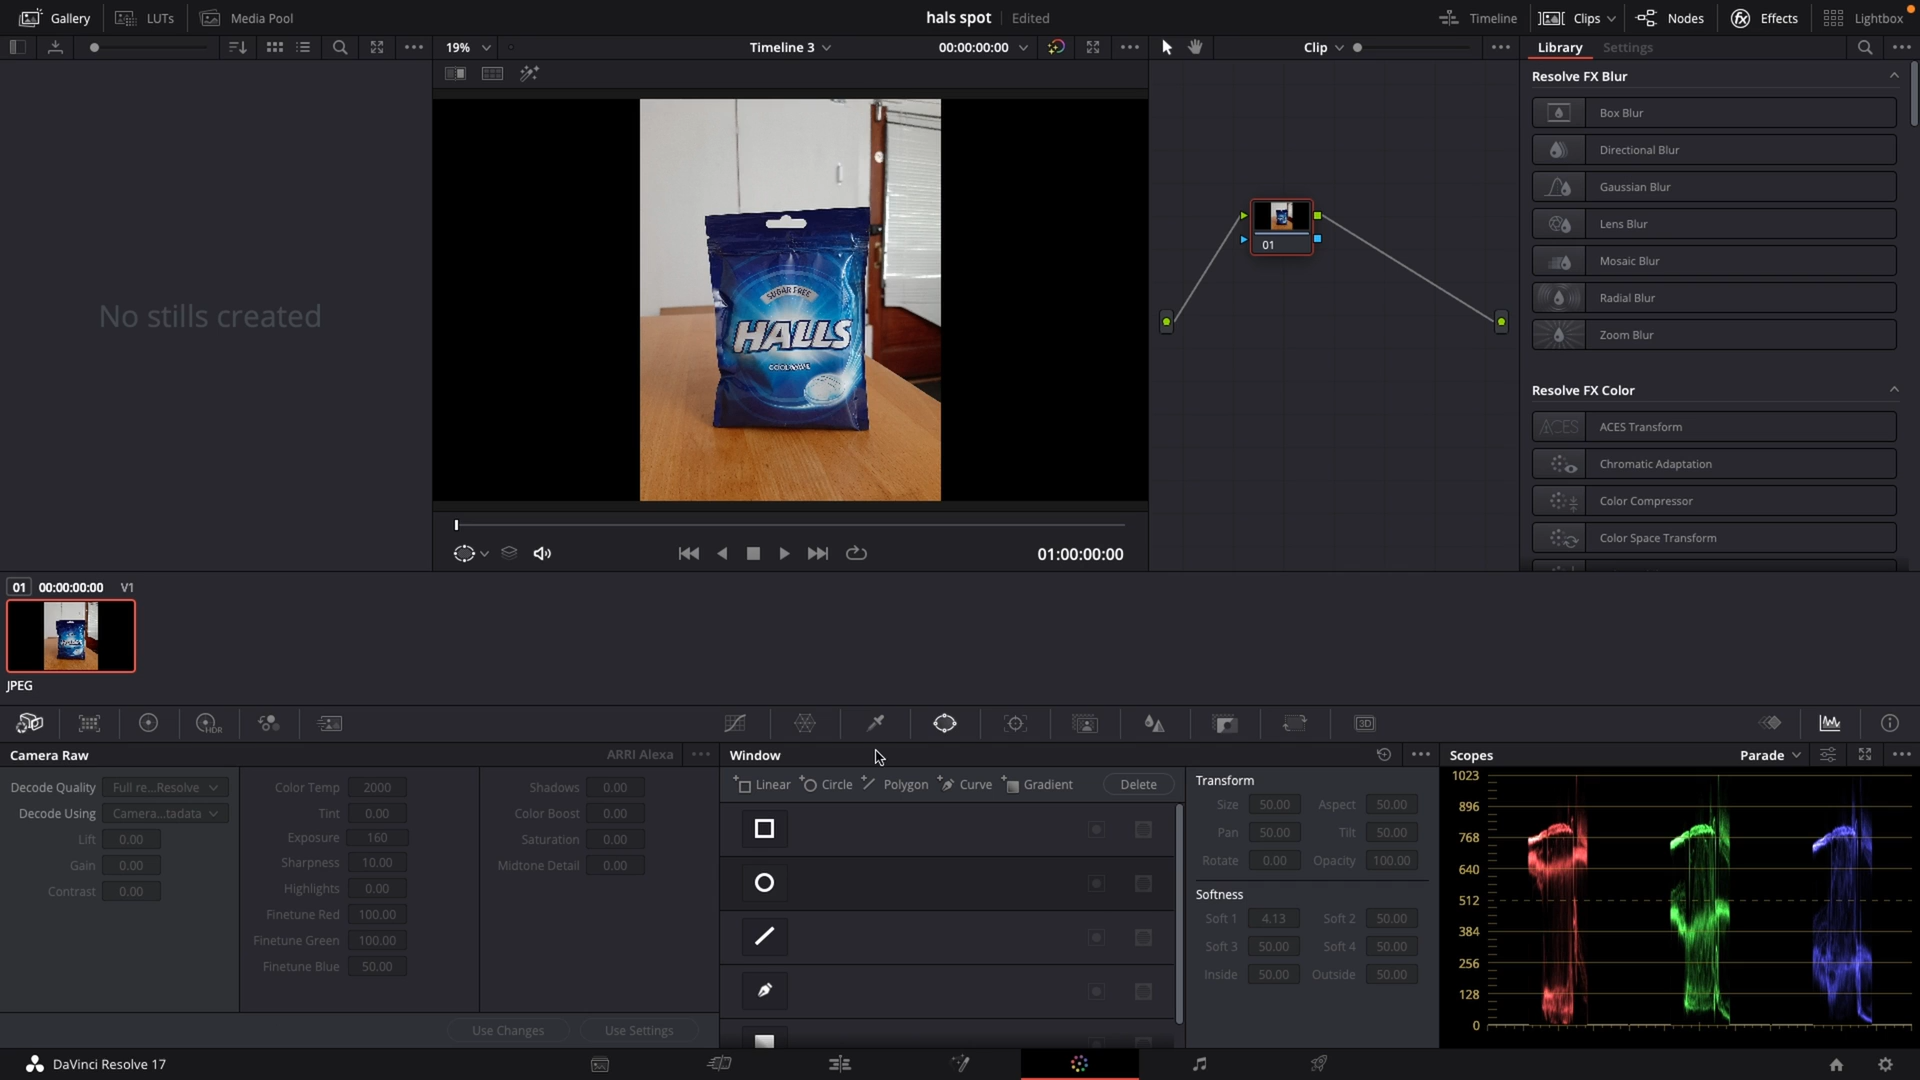 Gallery
LUTs
Media Pool
hals spot
Edited
Timeline
Clips
Nodes
Effects
Lightbox
19%
Timeline 3
00:00:00:00
Clip
Library
Settings
Resolve FX Blur
Box Blur
Directional Blur
Gaussian Blur
Lens Blur
Mosaic Blur
Radial Blur
Zoom Blur
Resolve FX Color
ACES
ACES Transform
Chromatic Adaptation
Color Compressor
Color Space Transform
No stills created
SUGAR FREE
HALLS
01
01:00:00:00
01 00:00:00:00 V1
HALLS
JPEG
HDR
3D
Camera Raw
ARRI Alexa
Decode Quality Full re...Resolve
Decode Using Camera...tadata
Lift 0.00
Gain 0.00
Contrast 0.00
Color Temp 2000
Tint 0.00
Exposure 160
Sharpness 10.00
Highlights 0.00
Finetune Red 100.00
Finetune Green 100.00
Finetune Blue 50.00
Shadows 0.00
Color Boost 0.00
Saturation 0.00
Midtone Detail 0.00
Use Changes
Use Settings
Window
Linear
Circle
Polygon
Curve
Gradient
Delete
Transform
Size 50.00 Aspect 50.00
Pan 50.00 Tilt 50.00
Rotate 0.00 Opacity 100.00
Softness
Soft 1 4.13 Soft 2 50.00
Soft 3 50.00 Soft 4 50.00
Inside 50.00 Outside 50.00
Scopes
Parade
1023
896
768
640
512
384
256
128
0
DaVinci Resolve 17